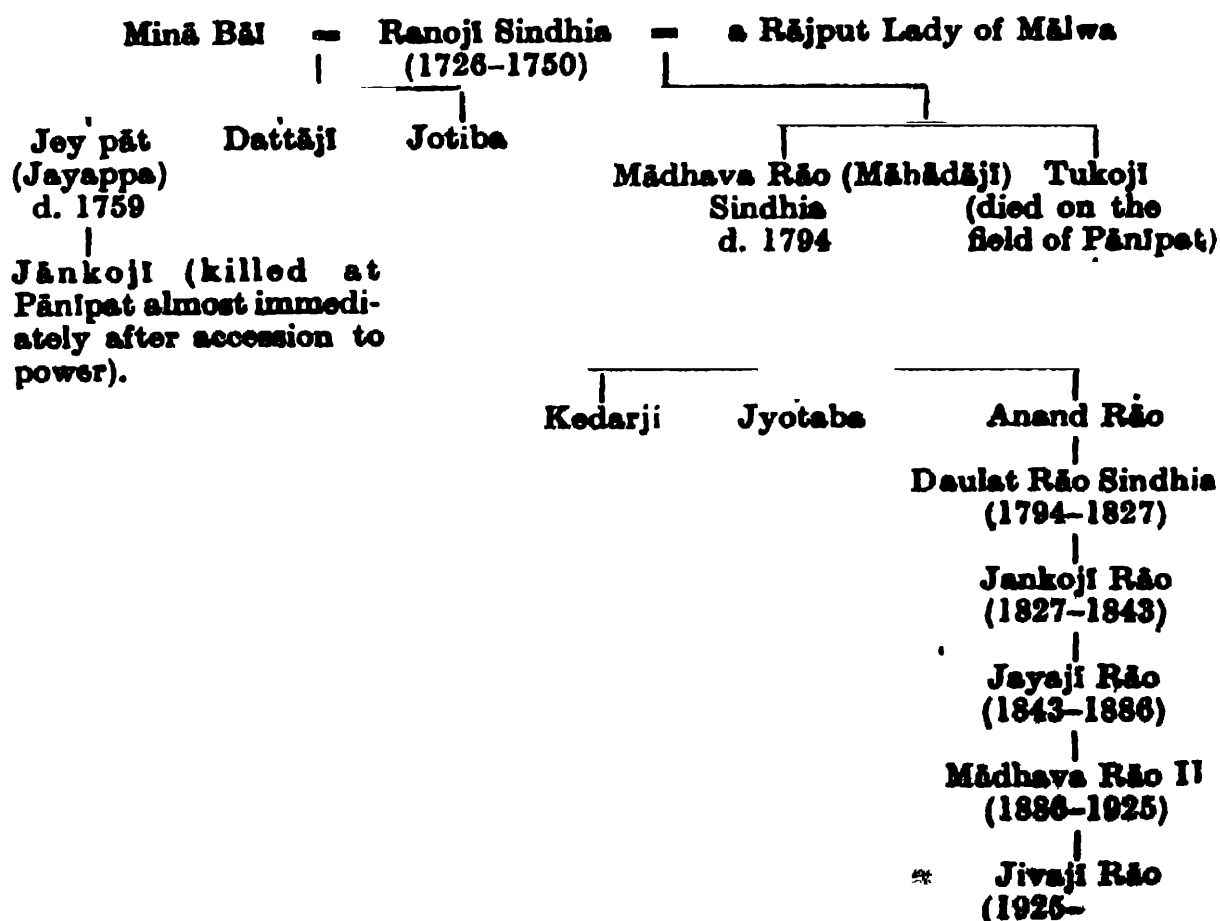 Minā Bāī = Ranojī Sindhia = a Rājput Lady of Mālwa
(1726–1750)
Jey'pāt Dattājī Jotiba
(Jayappa)
d. 1759
Mādhava Rāo (Māhādājī) Tukojī
Sindhia (died on the
d. 1794 field of Pānīpat)
Jānkojī (killed at
Pānīpat almost immedi-
ately after accession to
power).
Kedarji Jyotaba Anand Rāo
Daulat Rāo Sindhia
(1794–1827)
Jankojī Rāo
(1827–1843)
Jayajī Rāo
(1843–1886)
Mādhava Rāo II
(1886–1925)
Jivajī Rāo
(1925–